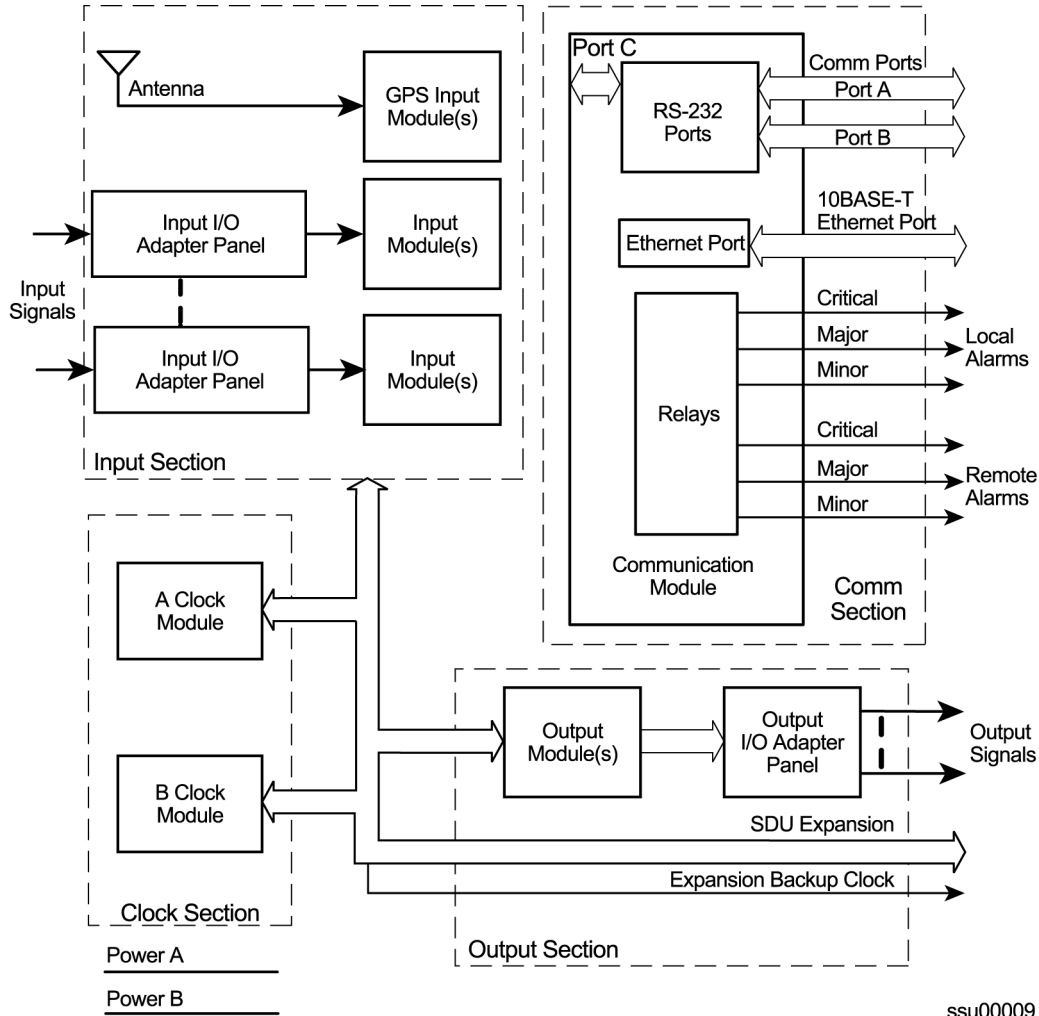 Antenna
GPS Input
Module(s)
Input I/O
Adapter Panel
Input
Module(s)
Input
Signals
Input I/O
Adapter Panel
Input
Module(s)
Input Section
Port C
RS-232
Ports
Comm Ports
Port A
Port B
10BASE-T
Ethernet Port
Ethernet Port
Relays
Critical
Major
Minor
Local
Alarms
Critical
Major
Minor
Remote
Alarms
Communication
Module
Comm
Section
A Clock
Module
B Clock
Module
Clock Section
Output
Module(s)
Output
I/O Adapter
Panel
Output
Signals
SDU Expansion
Expansion Backup Clock
Output Section
Power A
Power B
ssu00009